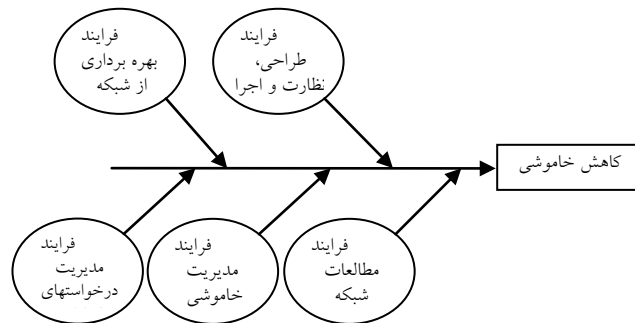 فرایند
بهره برداری
از شبکه
فرایند
طراحی،
نظارت و اجرا
کاهش خاموشی
فرایند
مدیریت
درخواستهای
فرایند
مدیریت
خاموشی
فرایند
مطالعات
شبکه